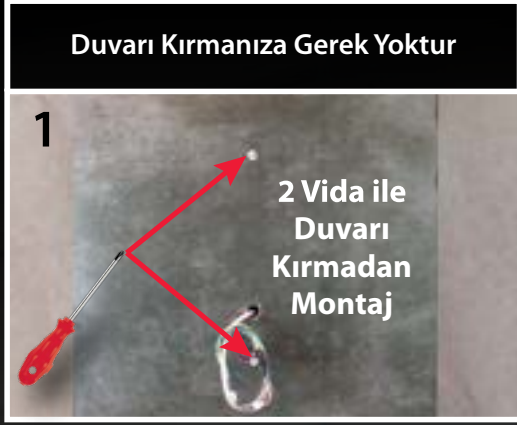 Duvarı Kırmanıza Gerek Yoktur
1
2 Vida ile
Duvarı
Kırmadan
Montaj